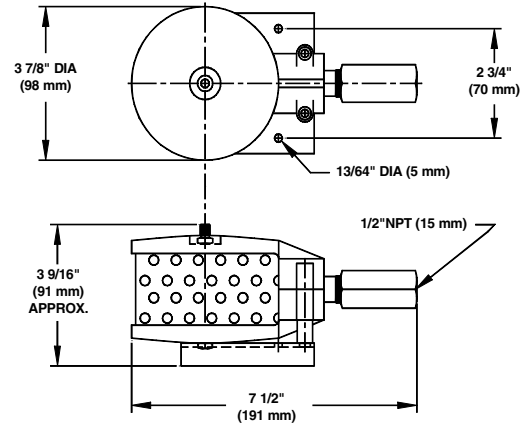 3 7/8" DIA
(98 mm)
2 3/4"
(70 mm)
13/64" DIA (5 mm)
1/2"NPT (15 mm)
3 9/16"
(91 mm)
APPROX.
7 1/2"
(191 mm)